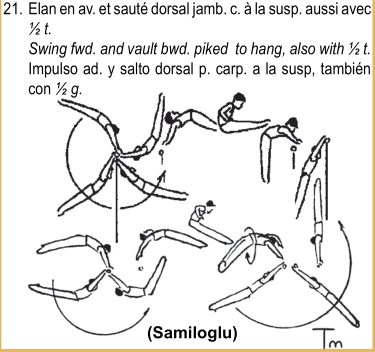 21. Elan en av. et sauté dorsal jamb. c. à la susp. aussi avec
½ t.
Swing fwd. and vault bwd. piked to hang, also with ½ t.
Impulso ad. y salto dorsal p. carp. a la susp, también
con ½ g.
(Samiloglu)
Tm